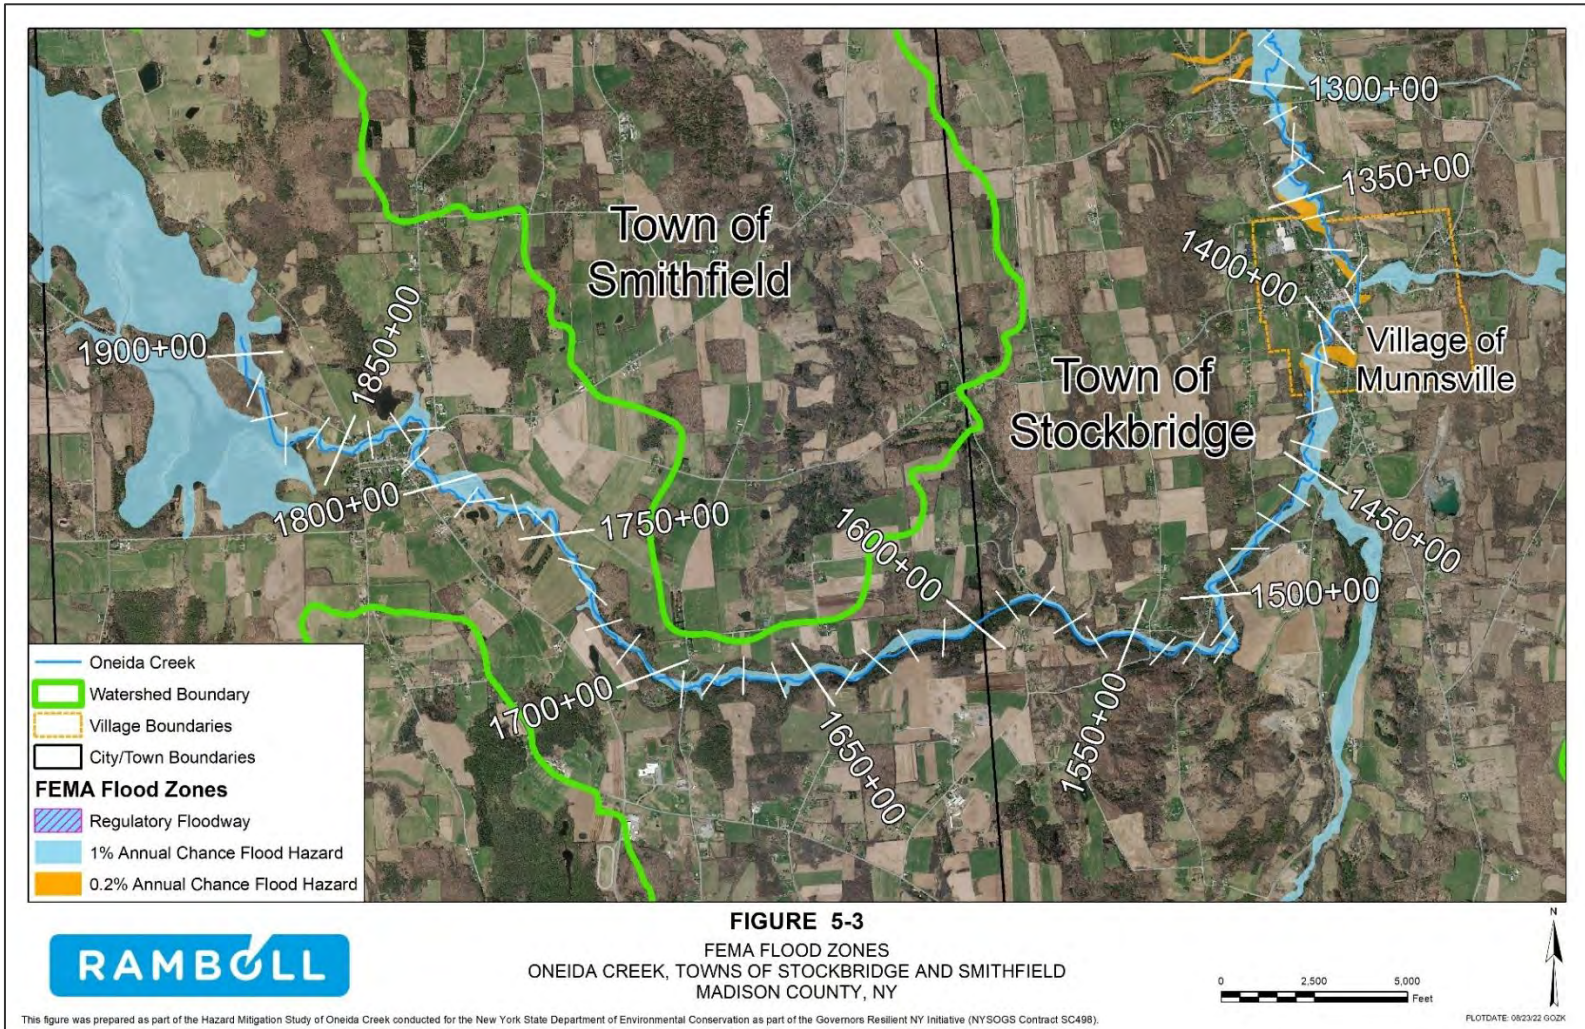 1300+00
1350+00
1400+00
Town of
Smithfield
1900+00
1850+00
Village of
Munnsville
Town of
Stockbridge
1800+00
1750+00
1600+00
1450+00
1500+00
1700+00
1650+00
1550+00
Oneida Creek
Watershed Boundary
Village Boundaries
City/Town Boundaries
FEMA Flood Zones
Regulatory Floodway
1% Annual Chance Flood Hazard
0.2% Annual Chance Flood Hazard
RAMBOLL
FIGURE 5-3
FEMA FLOOD ZONES
ONEIDA CREEK, TOWNS OF STOCKBRIDGE AND SMITHFIELD
MADISON COUNTY, NY
0 2,500 5,000
Feet
N
This figure was prepared as part of the Hazard Mitigation Study of Oneida Creek conducted for the New York State Department of Environmental Conservation as part of the Governors Resilient NY Initiative (NYSOGS Contract SC498).
PLOTDATE: 08/23/22 GOZK